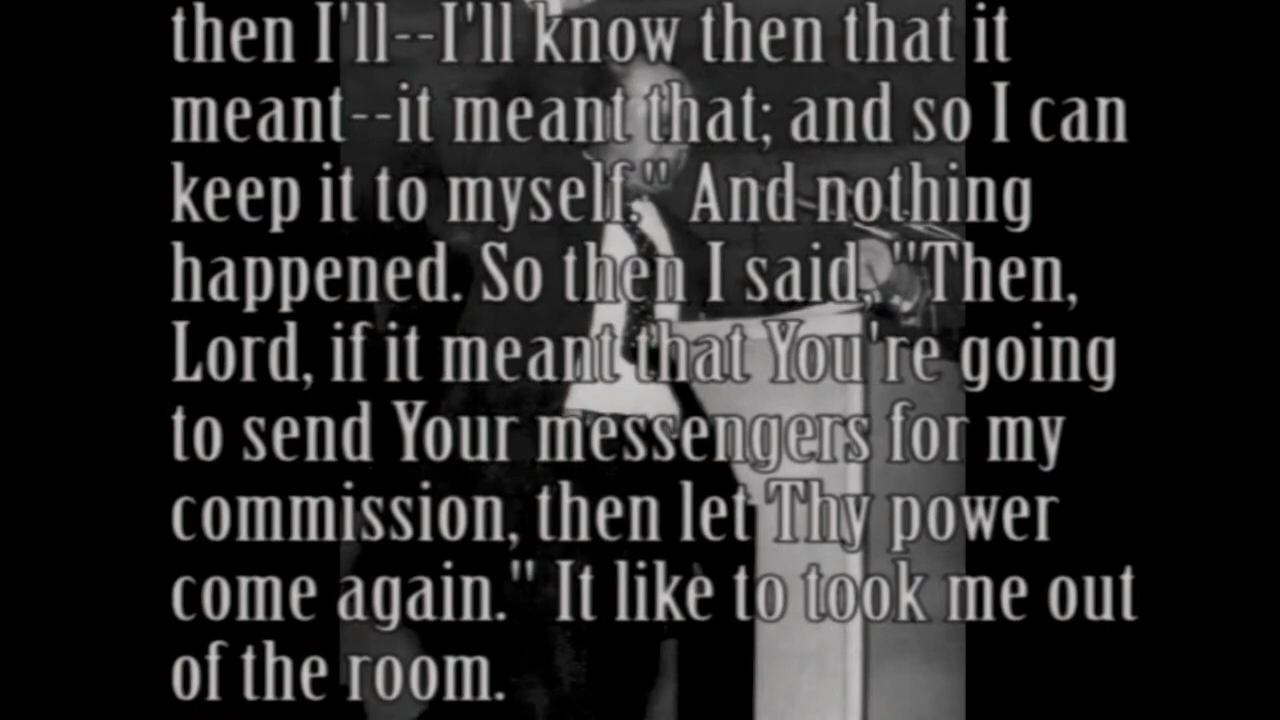 then I'll--I'll know then that it
meant--it meant that; and so I can
keep it to myself." And nothing
happened. So then I said, "Then,
Lord, if it meant that You're going
to send Your messengers for my
commission, then let Thy power
come again." It like to took me out
of the room.